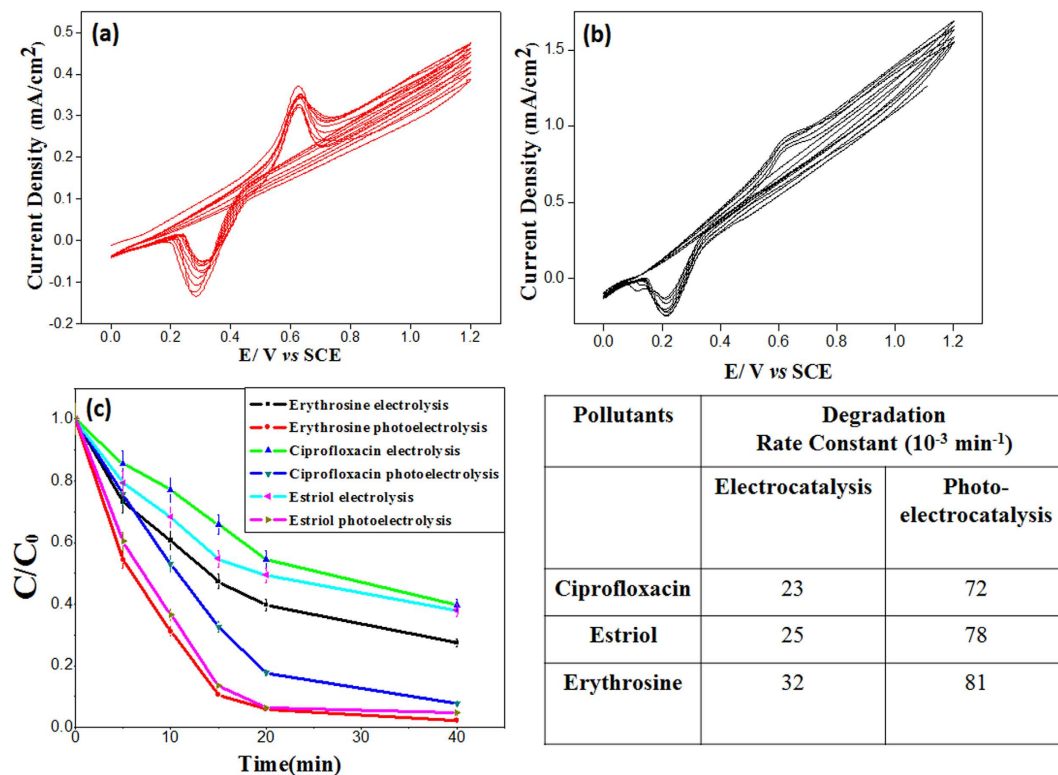 (a)
0.5
0.4
0.3
0.2
0.1
0.0
-0.1
-0.2
Current Density (mA/cm²)
0.0 0.2 0.4 0.6 0.8 1.0 1.2
E/ V vs SCE
(b)
1.5
1.0
0.5
0.0
Current Density (mA/cm²)
0.0 0.2 0.4 0.6 0.8 1.0 1.2
E/ V vs SCE
(c)
1.0
0.8
0.6
0.4
0.2
0.0
C/C₀
Erythrosine electrolysis
Erythrosine photoelectrolysis
Ciprofloxacin electrolysis
Ciprofloxacin photoelectrolysis
Estriol electrolysis
Estriol photoelectrolysis
0 10 20 30 40
Time(min)
Pollutants Degradation
Rate Constant (10⁻³ min⁻¹)
Electrocatalysis Photo-
electrocatalysis
Ciprofloxacin 23 72
Estriol 25 78
Erythrosine 32 81